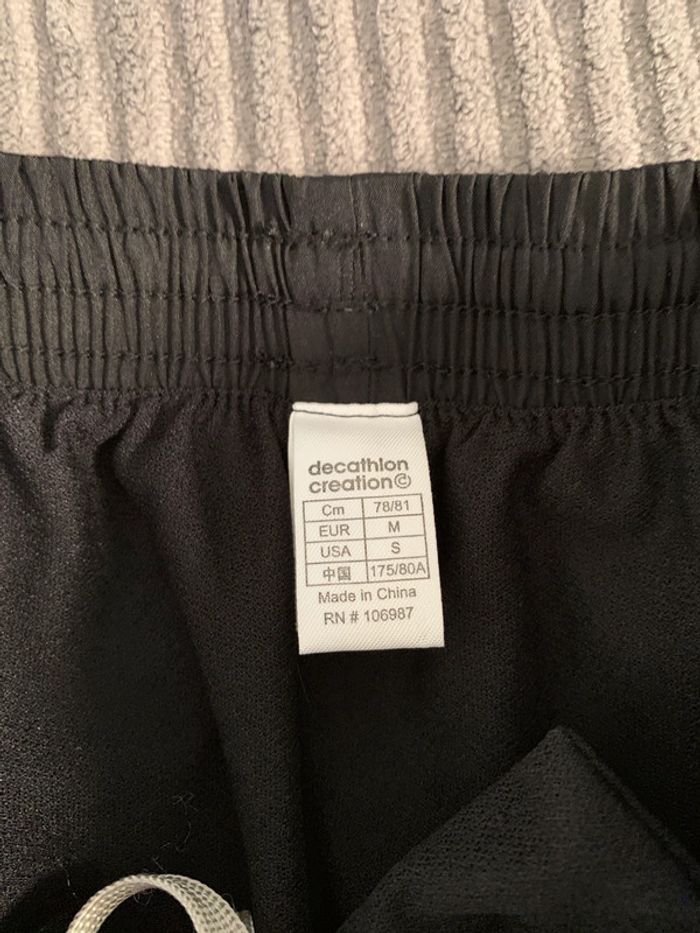 decathlon
creation©
Cm 78/81
EUR M
USA S
中国 175/80A
Made in China
RN # 106987